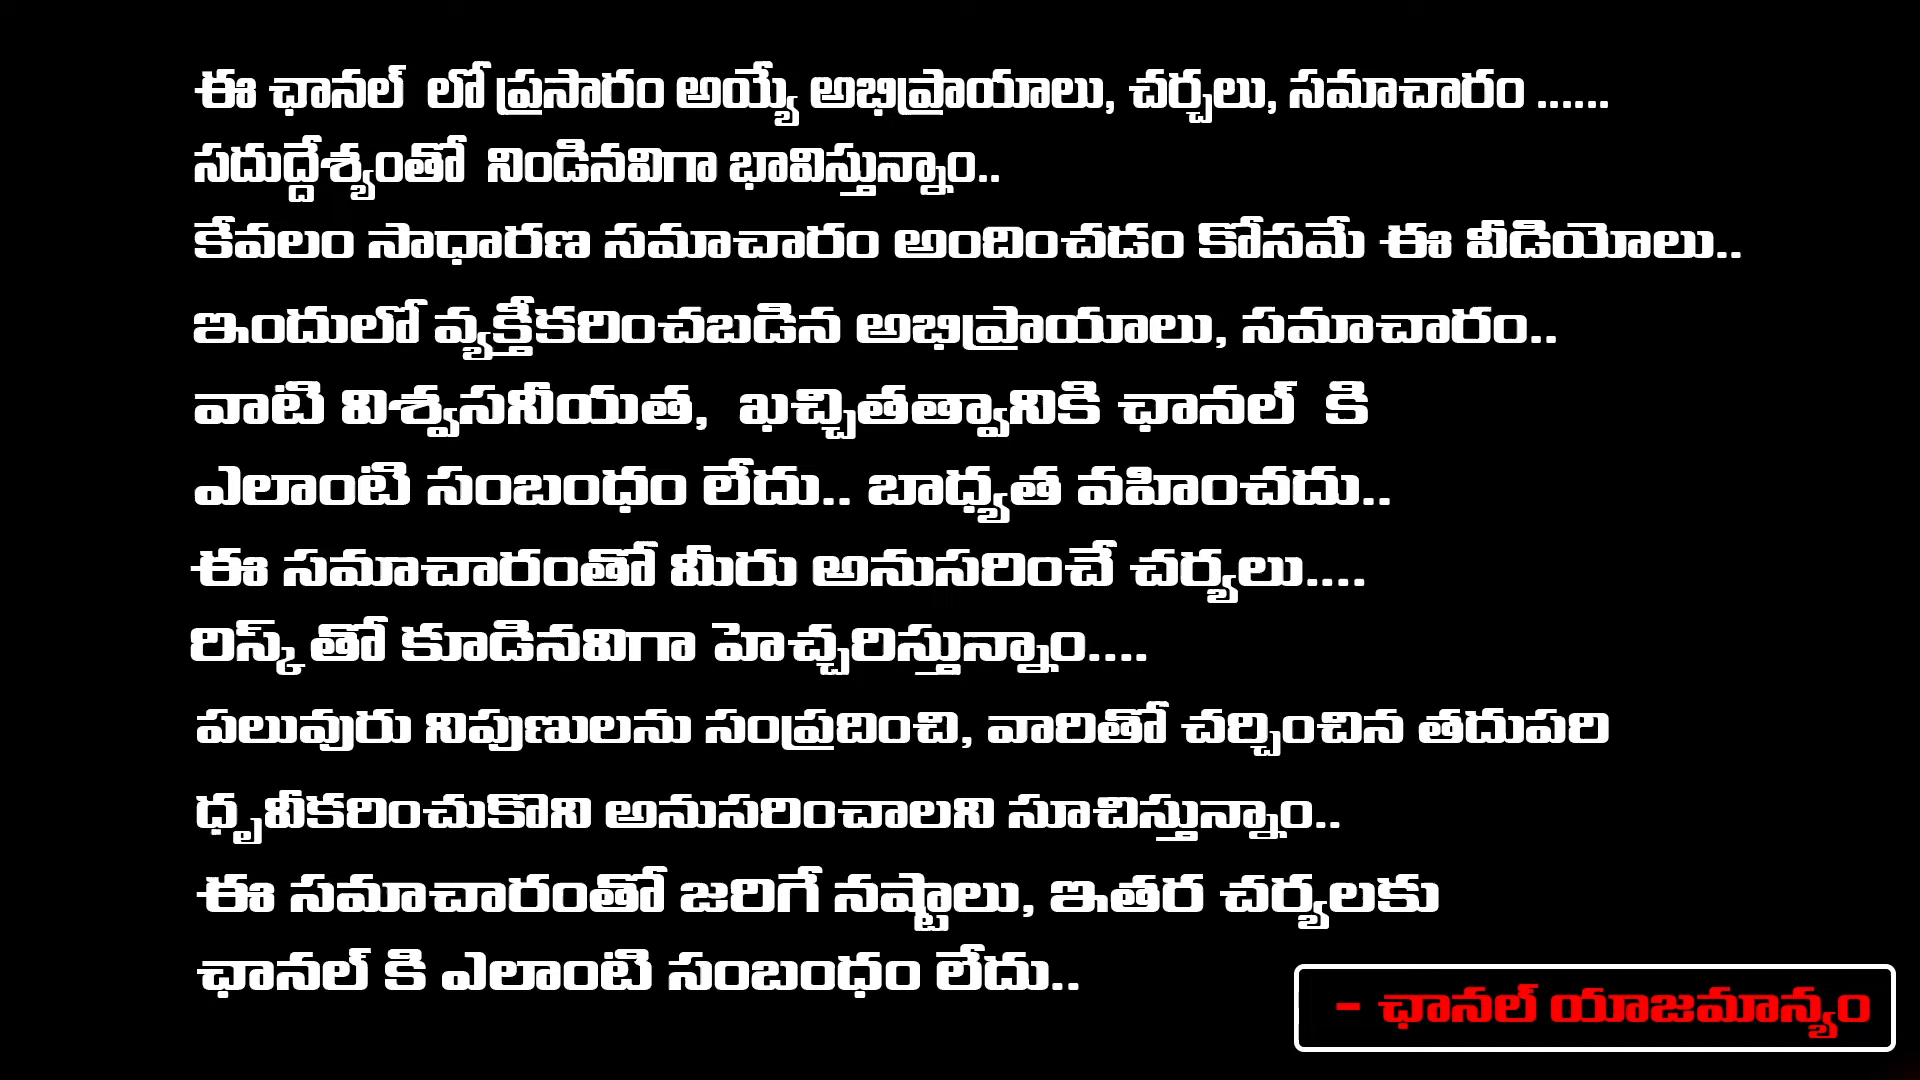 ఈ ఛానల్ లో ప్రసారం అయ్యే అభిప్రాయాలు, చర్చలు, సమాచారం ......
సదుద్దేశ్యంతో నిండినవిగా భావిస్తున్నాం..
కేవలం సాధారణ సమాచారం అందించడం కోసమే ఈ వీడియోలు..
ఇందులో వ్యక్తీకరించబడిన అభిప్రాయాలు, సమాచారం..
వాటి విశ్వసనీయత, ఖచ్చితత్వానికి ఛానల్ కి
ఎలాంటి సంబంధం లేదు.. బాధ్యత వహించదు..
ఈ సమాచారంతో మీరు అనుసరించే చర్యలు....
రిస్క్ తో కూడినవిగా హెచ్చరిస్తున్నాం....
పలువురు నిపుణులను సంప్రదించి, వారితో చర్చించిన తదుపరి
ధృవీకరించుకొని అనుసరించాలని సూచిస్తున్నాం..
ఈ సమాచారంతో జరిగే నష్టాలు, ఇతర చర్యలకు
ఛానల్ కి ఎలాంటి సంబంధం లేదు..
- ఛానల్ యాజమాన్యం